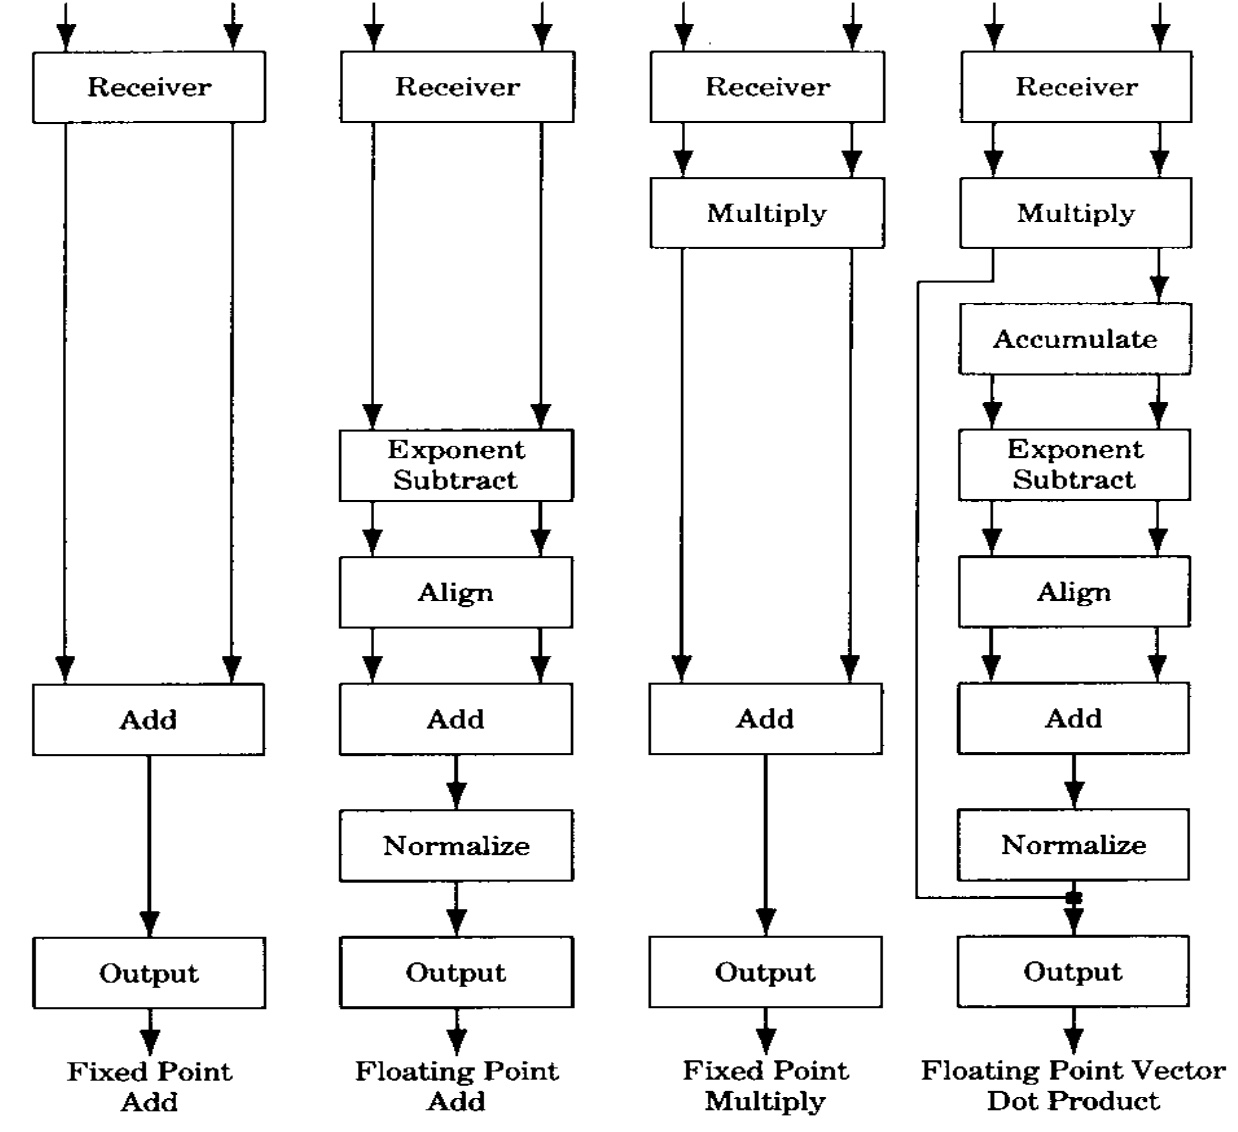 Receiver
Receiver
Receiver
Receiver
Multiply
Multiply
Accumulate
Exponent
Subtract
Exponent
Subtract
Align
Align
Add
Add
Add
Add
Normalize
Normalize
Output
Output
Output
Output
Fixed Point
Add
Floating Point
Add
Fixed Point
Multiply
Floating Point Vector
Dot Product